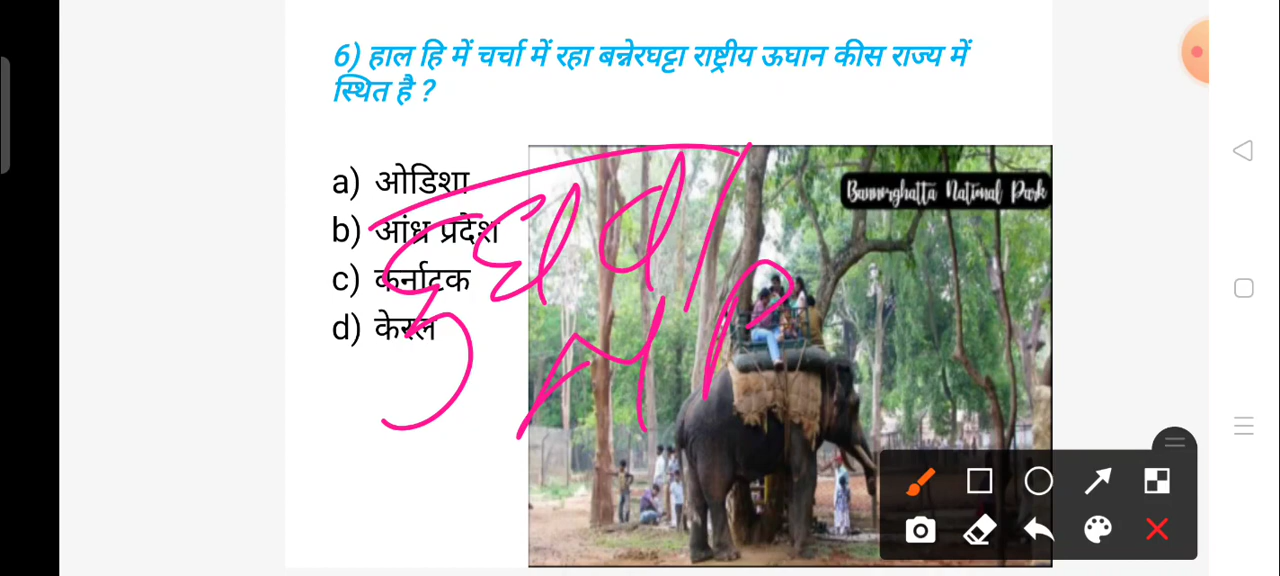 6) हाल हि में चर्चा में रहा बन्नेरघट्टा राष्ट्रीय ऊघान कीस राज्य में
स्थित है ?
a) ओडिशा
b) आंध्र प्रदेश
c) कर्नाटक
d) केरल
Bannerghatta National Park